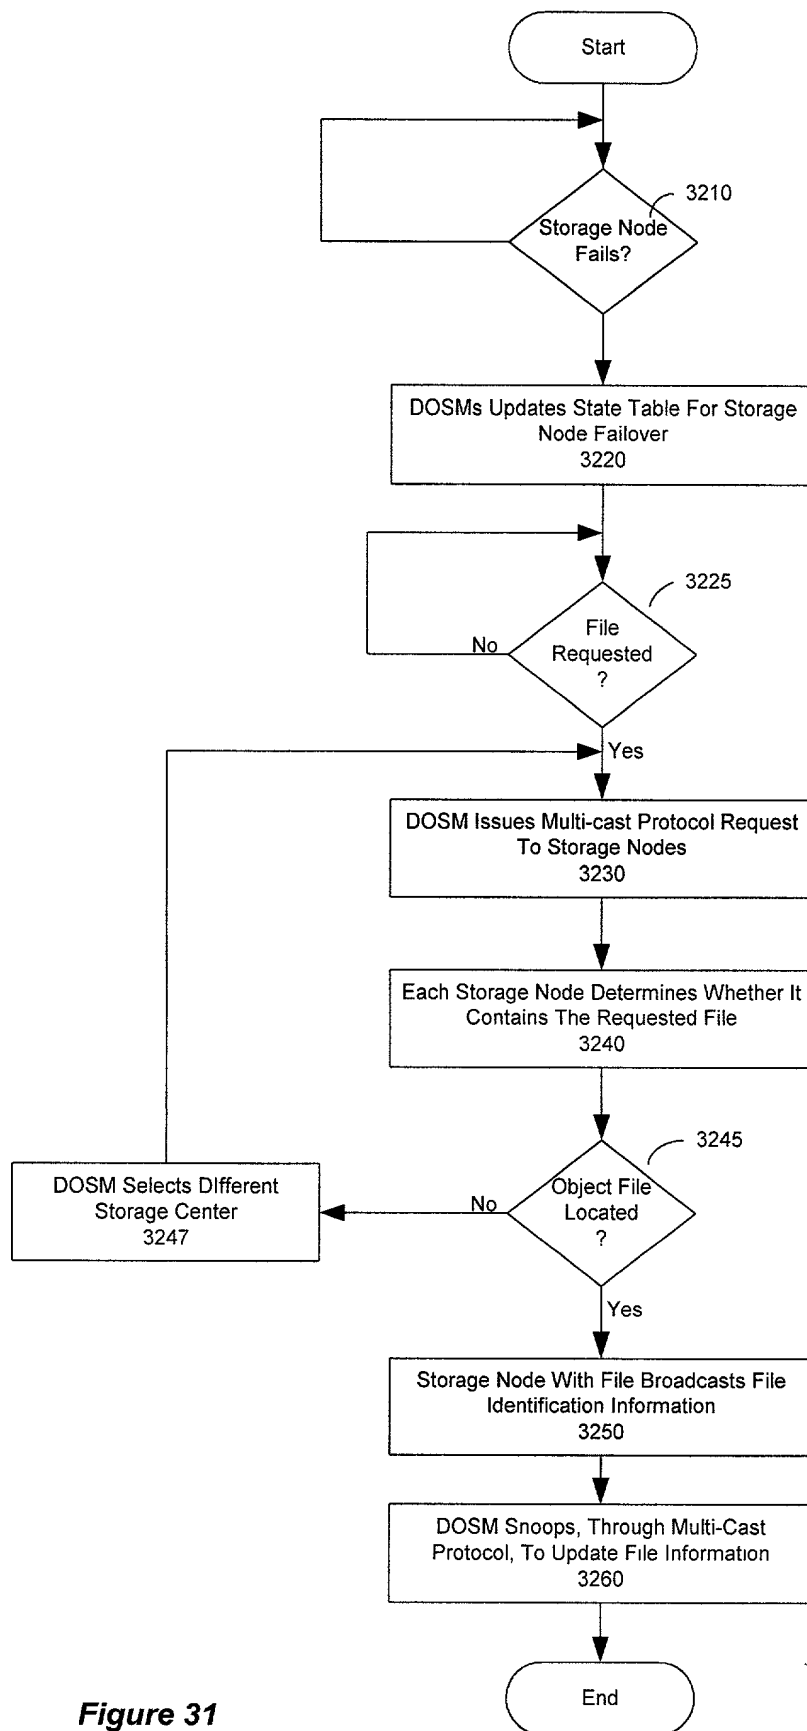 Start
3210
Storage Node
Fails?
DOSMs Updates State Table For Storage
Node Failover
3220
3225
File
Requested
?
No
Yes
DOSM Issues Multi-cast Protocol Request
To Storage Nodes
3230
Each Storage Node Determines Whether It
Contains The Requested File
3240
3245
Object File
Located
?
No
DOSM Selects DIfferent
Storage Center
3247
Yes
Storage Node With File Broadcasts File
Identification Information
3250
DOSM Snoops, Through Multi-Cast
Protocol, To Update File Information
3260
End
Figure 31